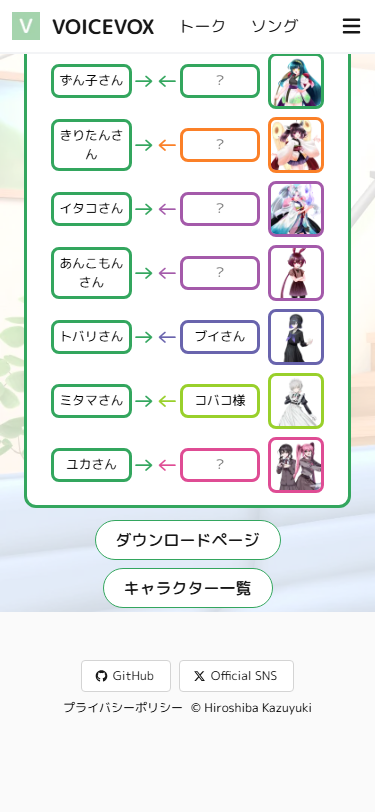 V VOICEVOX トーク ソング
ずん子さん → ← ?
きりたんさ
ん → ← ?
イタコさん → ← ?
あんこもん
さん → ← ?
トバリさん → ← ブイさん
ミタマさん → ← コバコ様
ユカさん → ← ?
ダウンロードページ
キャラクター一覧
GitHub Official SNS
プライバシーポリシー © Hiroshiba Kazuyuki